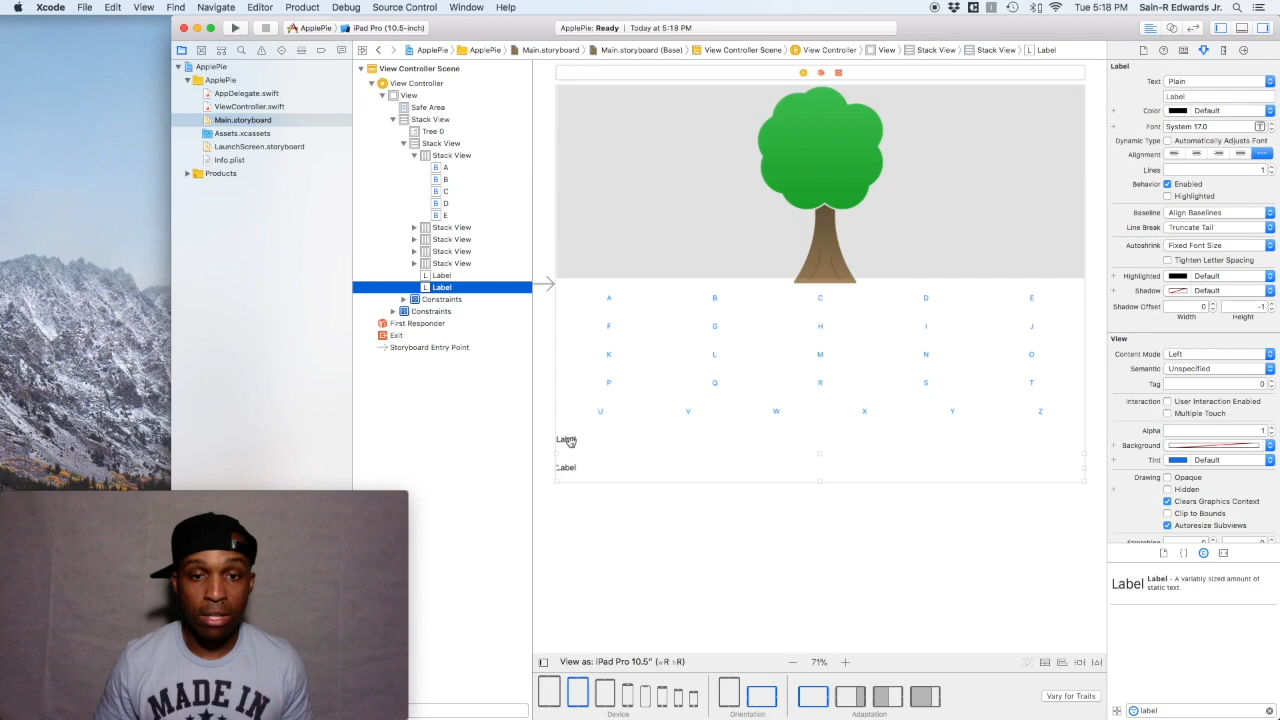 Xcode File Edit View Find Navigate Editor Product Debug Source Control Window Help Tue 5:18 PM Sain-R Edwards Jr.
ApplePie iPad Pro (10.5-inch) ApplePie: Ready | Today at 5:18 PM
ApplePie ApplePie Main.storyboard Main.storyboard (Base) View Controller Scene View Controller View Stack View Stack View L Label
ApplePie
ApplePie
AppDelegate.swift
ViewController.swift
Main.storyboard
Assets.xcassets
LaunchScreen.storyboard
Info.plist
Products
View Controller Scene
View Controller
View
Safe Area
Stack View
Tree 0
Stack View
Stack View
B A
B B
B C
B D
B E
Stack View
Stack View
Stack View
Stack View
L Label
L Label
Constraints
Constraints
First Responder
Exit
Storyboard Entry Point
A B C D E
F G H I J
K L M N O
P Q R S T
U V W X Y Z
Label
Label
View as: iPad Pro 10.5" (wR hR) 71%
Device Orientation Adaptation
Vary for Traits
Label
Text Plain
Label
Color Default
Font System 17.0
Dynamic Type Automatically Adjusts Font
Alignment
Lines 1
Behavior Enabled
Highlighted
Baseline Align Baselines
Line Break Truncate Tail
Autoshrink Fixed Font Size
Tighten Letter Spacing
Highlighted Default
Shadow Default
Shadow Offset 0 -1
Width Height
View
Content Mode Left
Semantic Unspecified
Tag 0
Interaction User Interaction Enabled
Multiple Touch
Alpha 1
Background
Tint Default
Drawing Opaque
Hidden
Clears Graphics Context
Clip to Bounds
Autoresize Subviews
Stretching
Label Label - A variably sized amount of
static text.
label
MADE IN